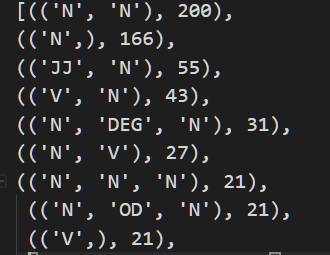 [(('N', 'N'), 200),
(('N',), 166),
(('JJ', 'N'), 55),
(('V', 'N'), 43),
(('N', 'DEG', 'N'), 31),
(('N', 'V'), 27),
(('N', 'N', 'N'), 21),
(('N', 'OD', 'N'), 21),
(('V',), 21),